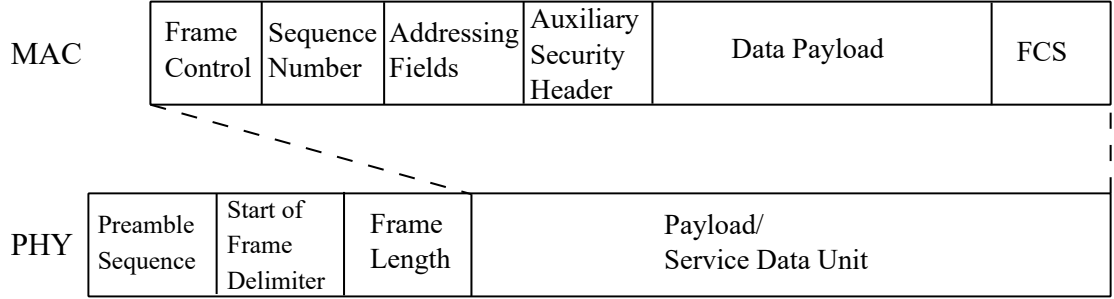 MAC
Frame
Control
Sequence
Number
Addressing
Fields
Auxiliary
Security
Header
Data Payload
FCS
PHY
Preamble
Sequence
Start of
Frame
Delimiter
Frame
Length
Payload/
Service Data Unit